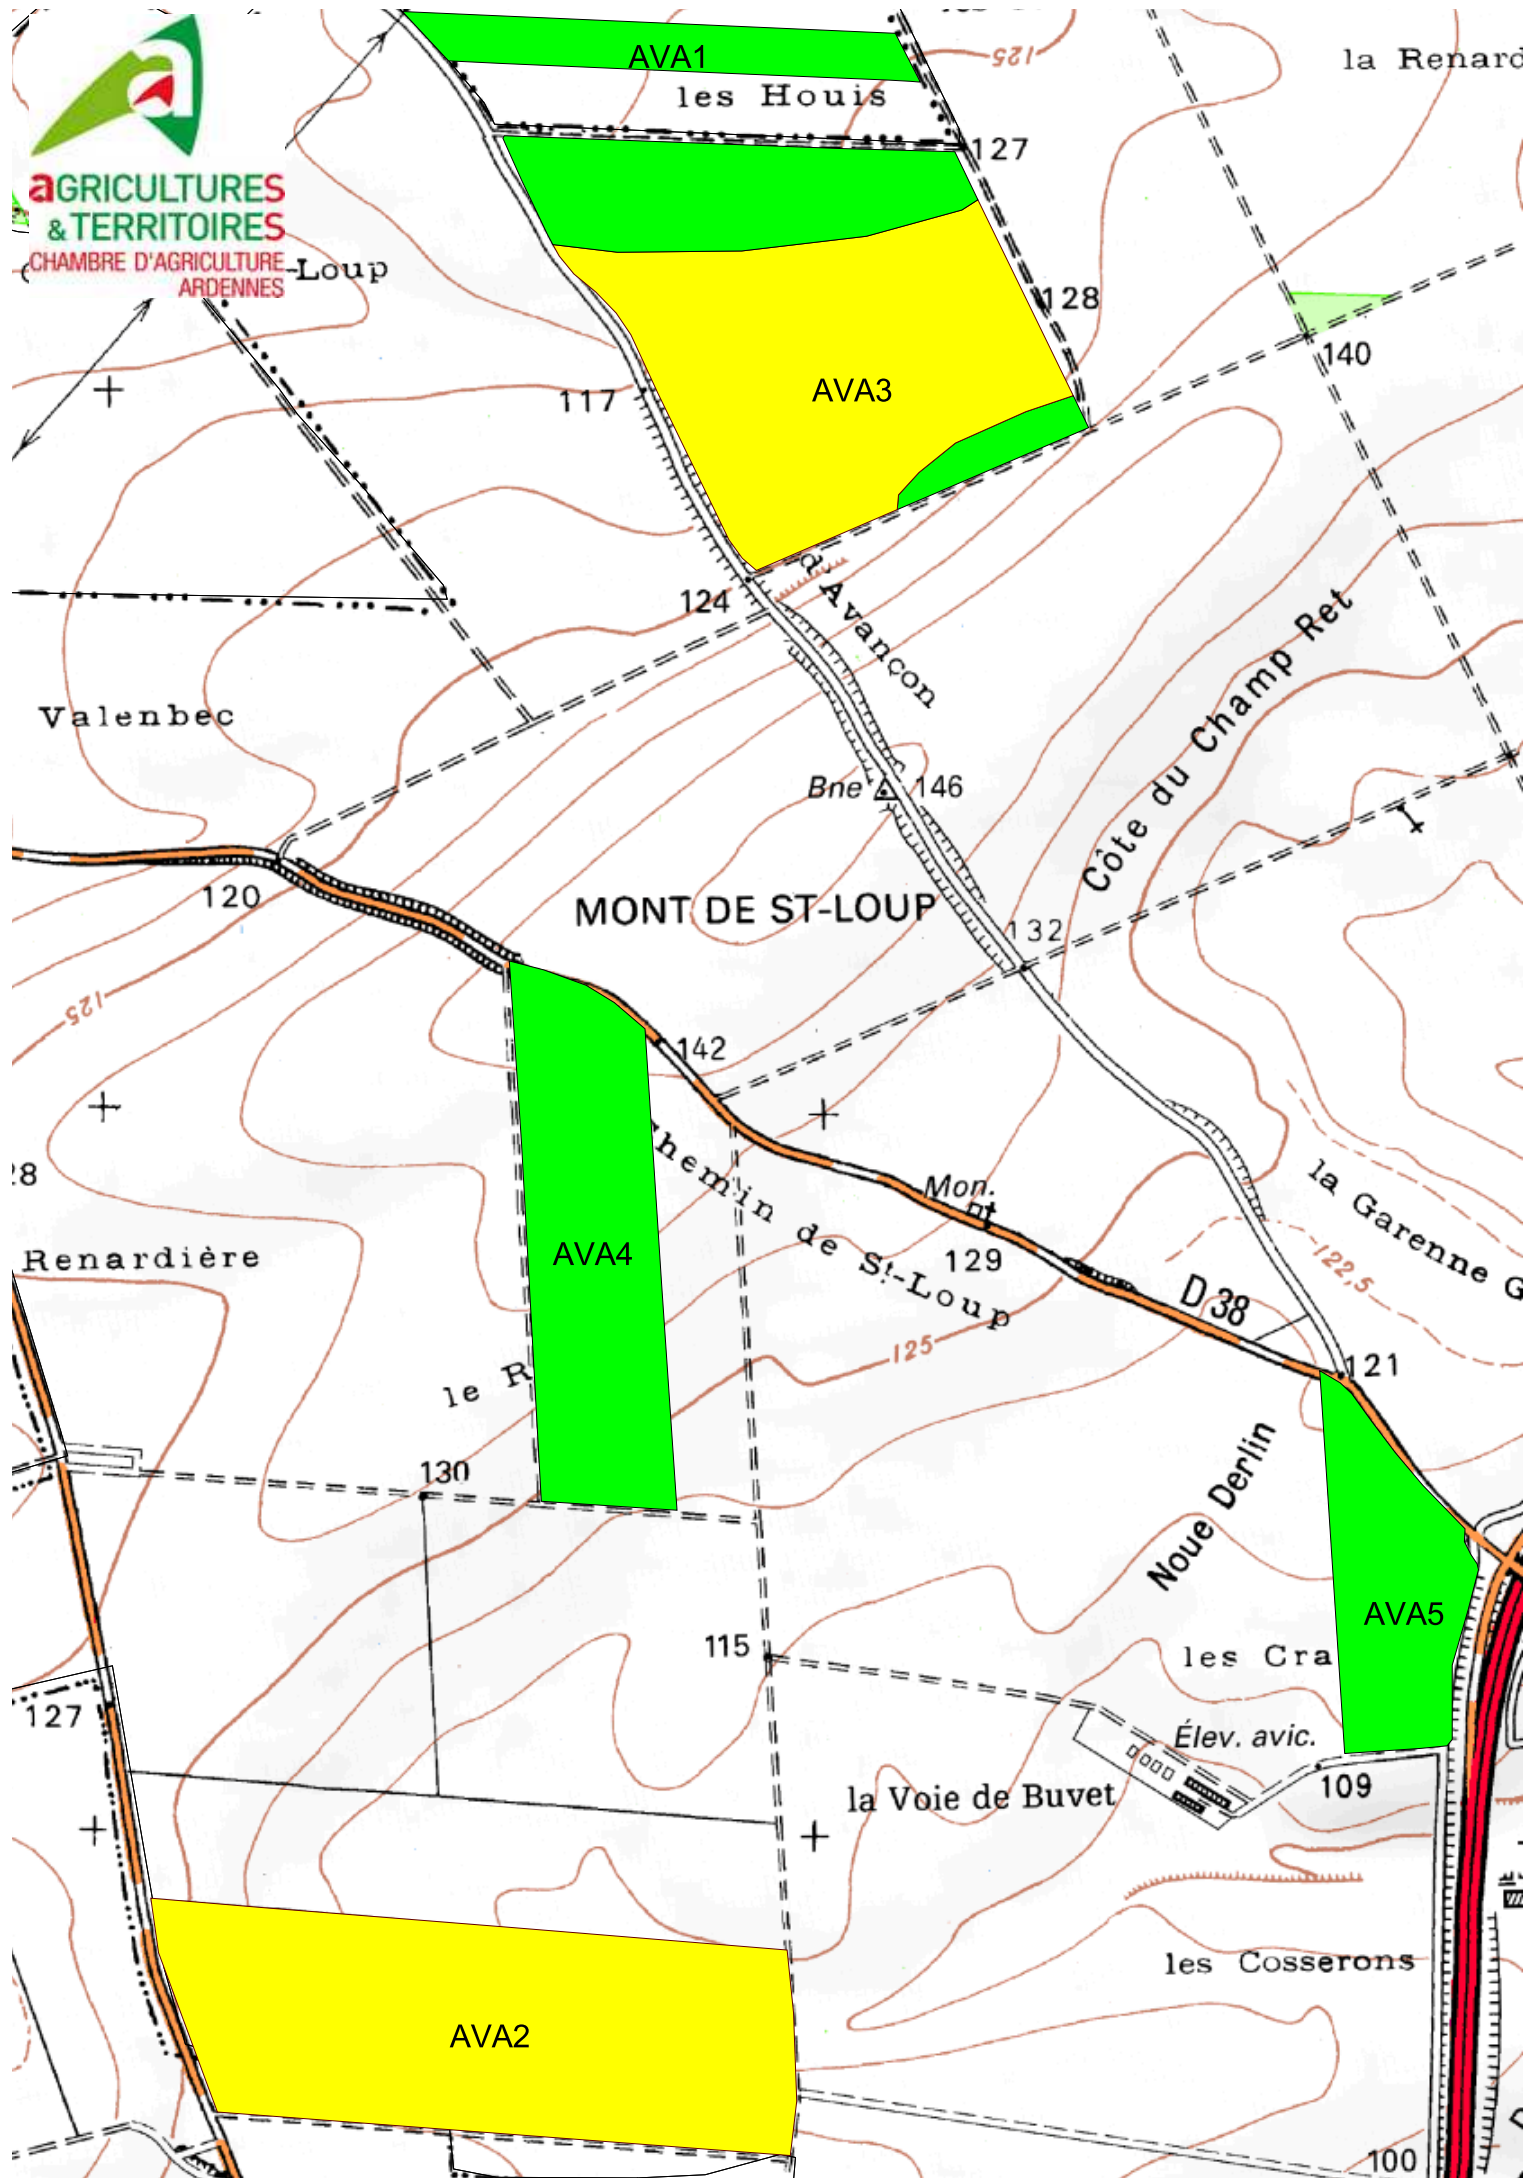 AVA1
125
la Renard
les Houis
127
aGRICULTURES
& TERRITOIRES
CHAMBRE D'AGRICULTURE
ARDENNES
-Loup
128
140
AVA3
117
124
d'Avançon
Côte du Champ Ret
Valenbec
Bne
146
120
MONT DE ST-LOUP
132
125
142
Chemin de St-Loup
28
Mon.
la Garenne G
Renardière
AVA4
129
122,5
D 38
125
121
le R
130
Noue Derlin
AVA5
115
les Cra
127
Élev. avic.
109
la Voie de Buvet
les Cosserons
AVA2
100